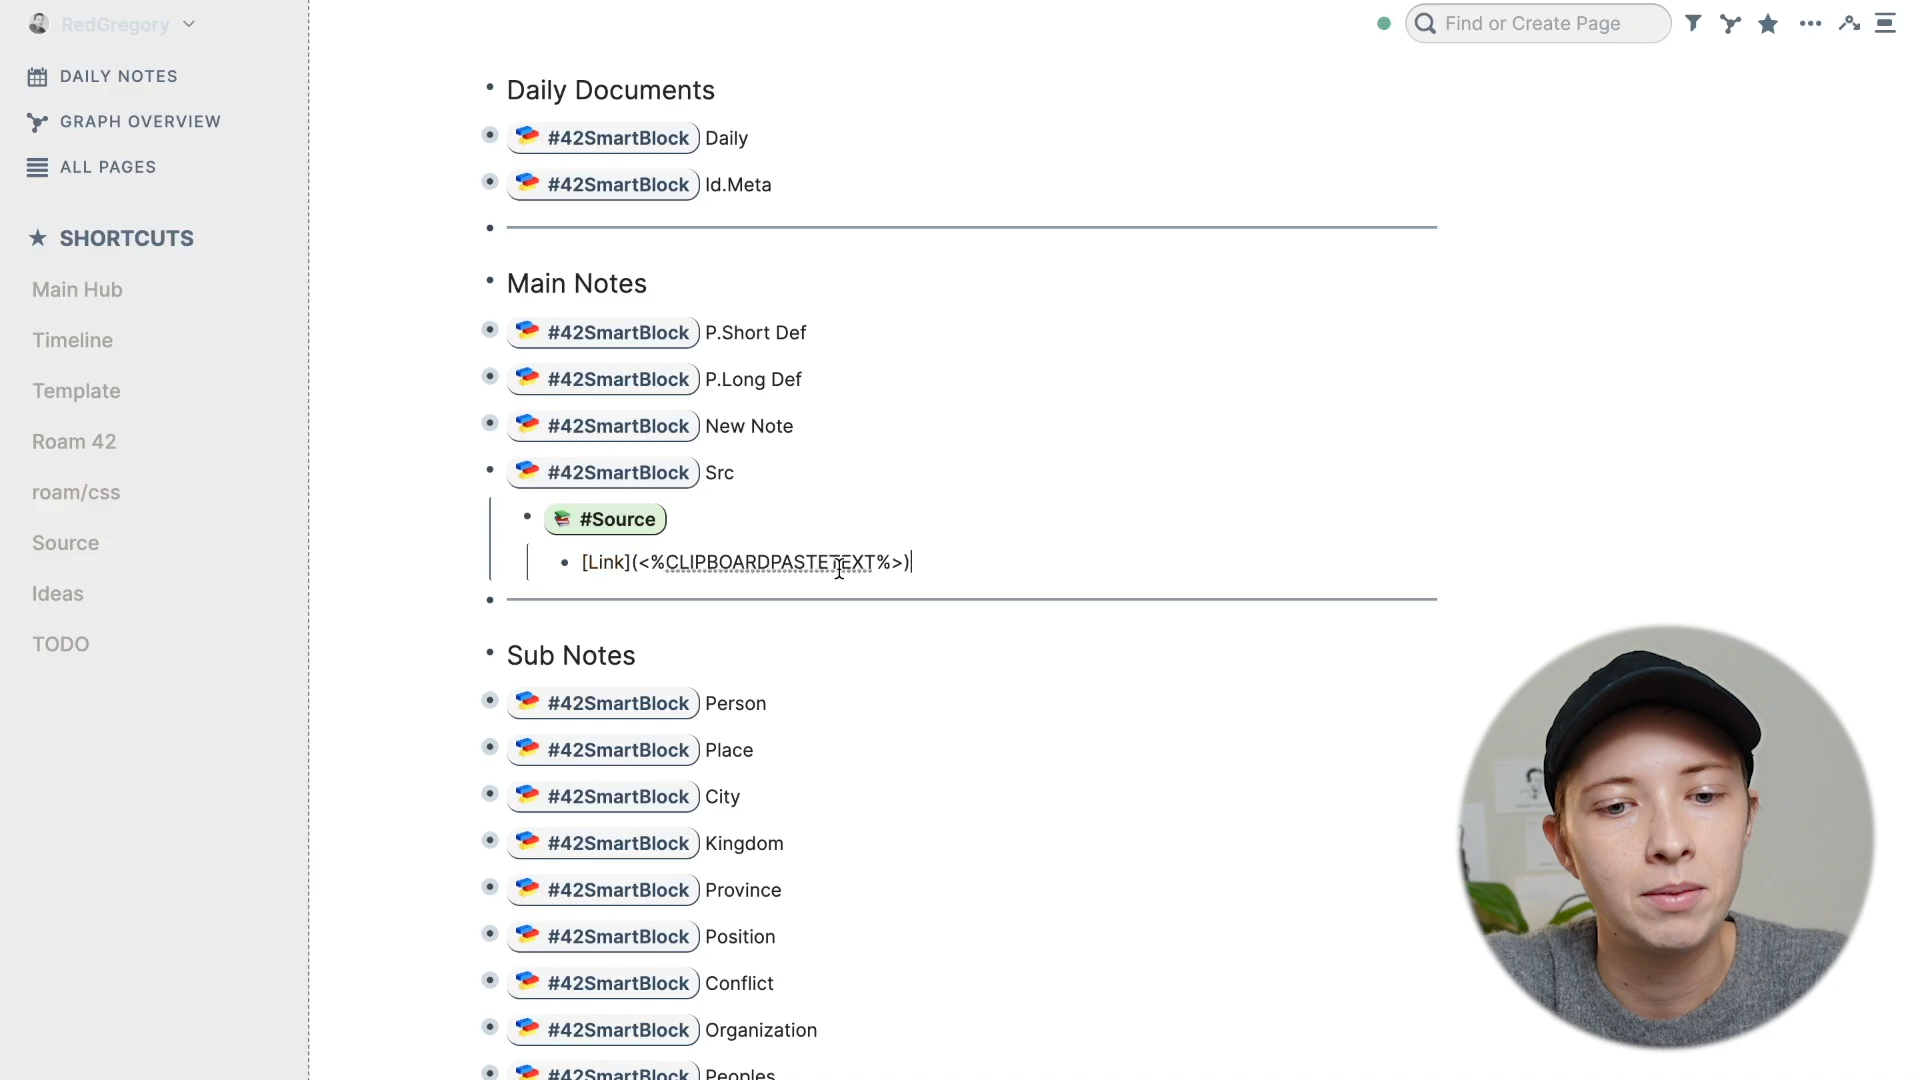 RedGregory
Find or Create Page
DAILY NOTES
GRAPH OVERVIEW
ALL PAGES
SHORTCUTS
Main Hub
Timeline
Template
Roam 42
roam/css
Source
Ideas
TODO
Daily Documents
#42SmartBlock Daily
#42SmartBlock Id.Meta
Main Notes
#42SmartBlock P.Short Def
#42SmartBlock P.Long Def
#42SmartBlock New Note
#42SmartBlock Src
#Source
[Link](<%CLIPBOARDPASTETEXT%>)
Sub Notes
#42SmartBlock Person
#42SmartBlock Place
#42SmartBlock City
#42SmartBlock Kingdom
#42SmartBlock Province
#42SmartBlock Position
#42SmartBlock Conflict
#42SmartBlock Organization
#42SmartBlock Peoples